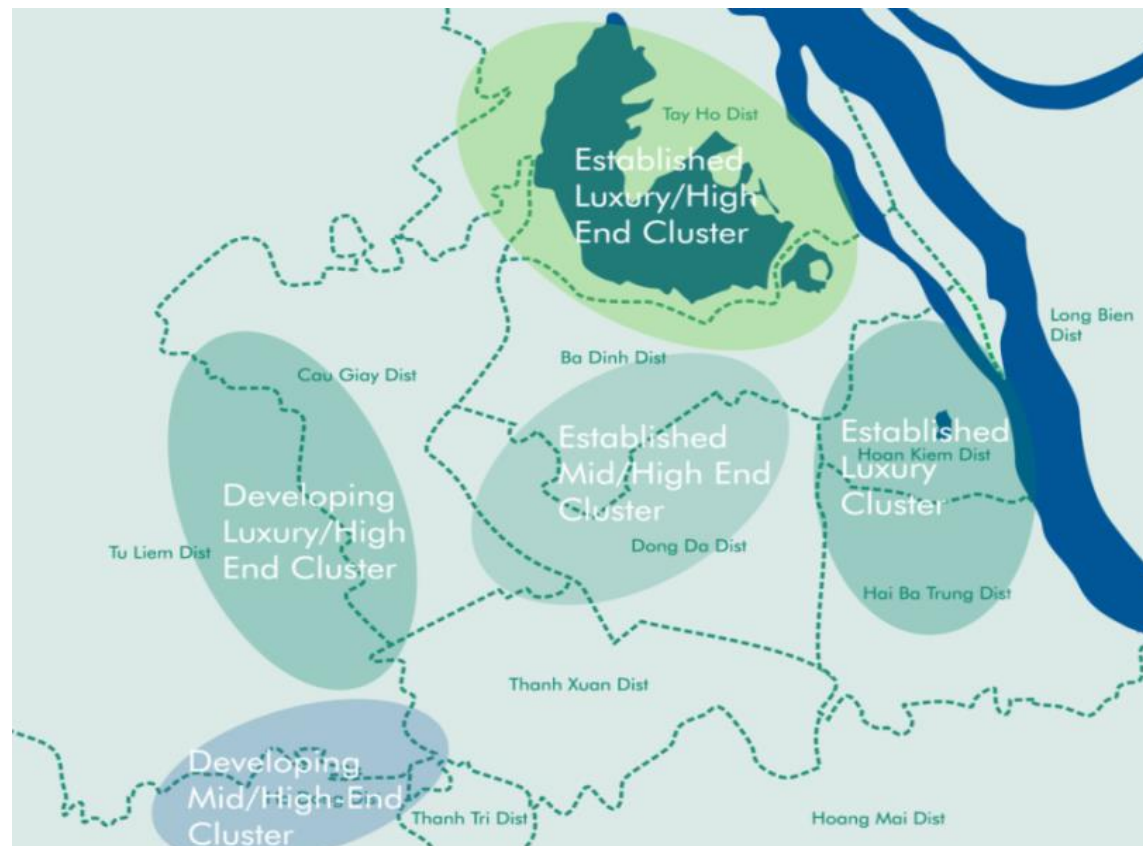 Tay Ho Dist
Established
Luxury/High
End Cluster
Long Bien
Dist
Ba Dinh Dist
Cau Giay Dist
Established
Mid/High End
Cluster
Established
Hoan Kiem Dist
Luxury
Cluster
Developing
Luxury/High
End Cluster
Tu Liem Dist
Dong Da Dist
Hai Ba Trung Dist
Thanh Xuan Dist
Developing
Mid/High-End
Cluster
Thanh Tri Dist
Hoang Mai Dist